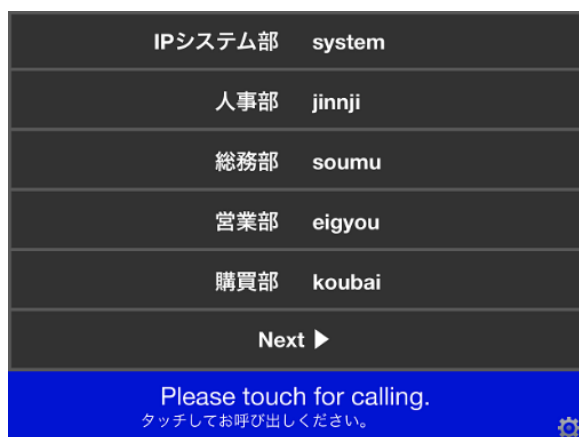 IPシステム部 system
人事部 jinnji
総務部 soumu
営業部 eigyou
購買部 koubai
Next ▶
Please touch for calling.
タッチしてお呼び出しください。